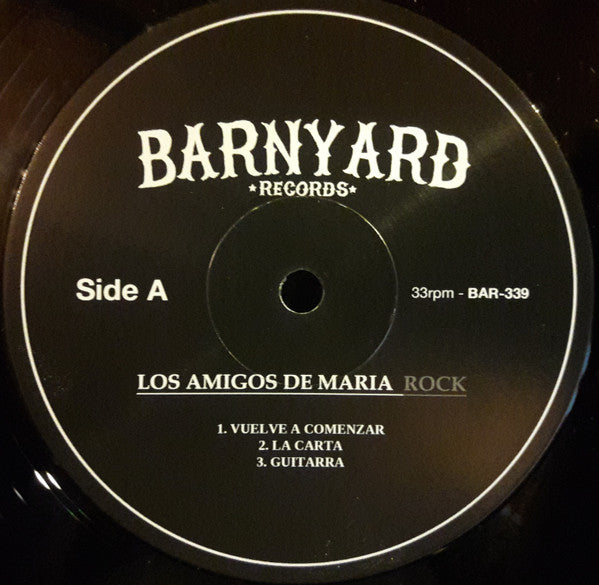 BARNYARD
★RECORDS★
Side A
33rpm - BAR-339
LOS AMIGOS DE MARIA ROCK
1. VUELVE A COMENZAR
2. LA CARTA
3. GUITARRA